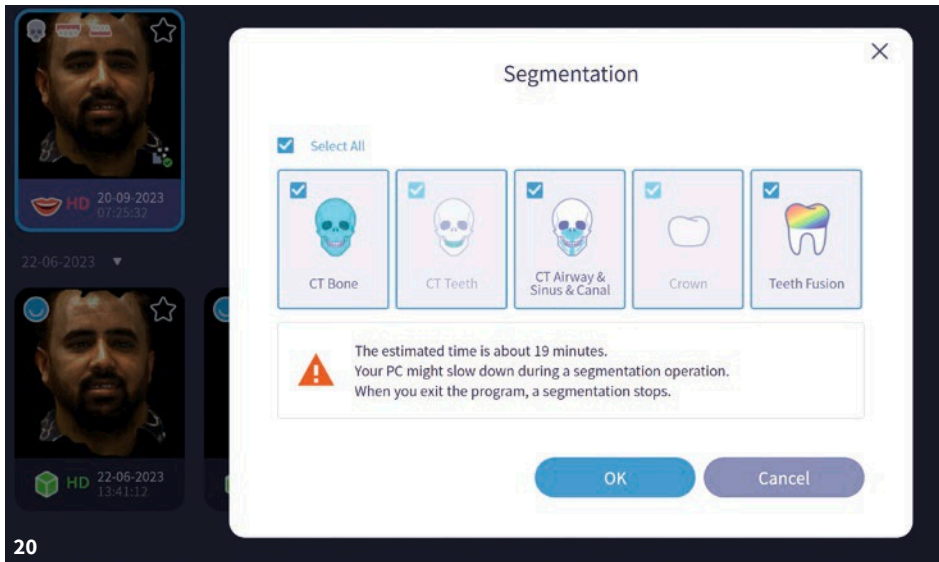 HD 20-09-2023
07:25:32
22-06-2023
HD 22-06-2023
13:41:12
Segmentation
Select All
CT Bone
CT Teeth
CT Airway &
Sinus & Canal
Crown
Teeth Fusion
The estimated time is about 19 minutes.
Your PC might slow down during a segmentation operation.
When you exit the program, a segmentation stops.
OK
Cancel
20